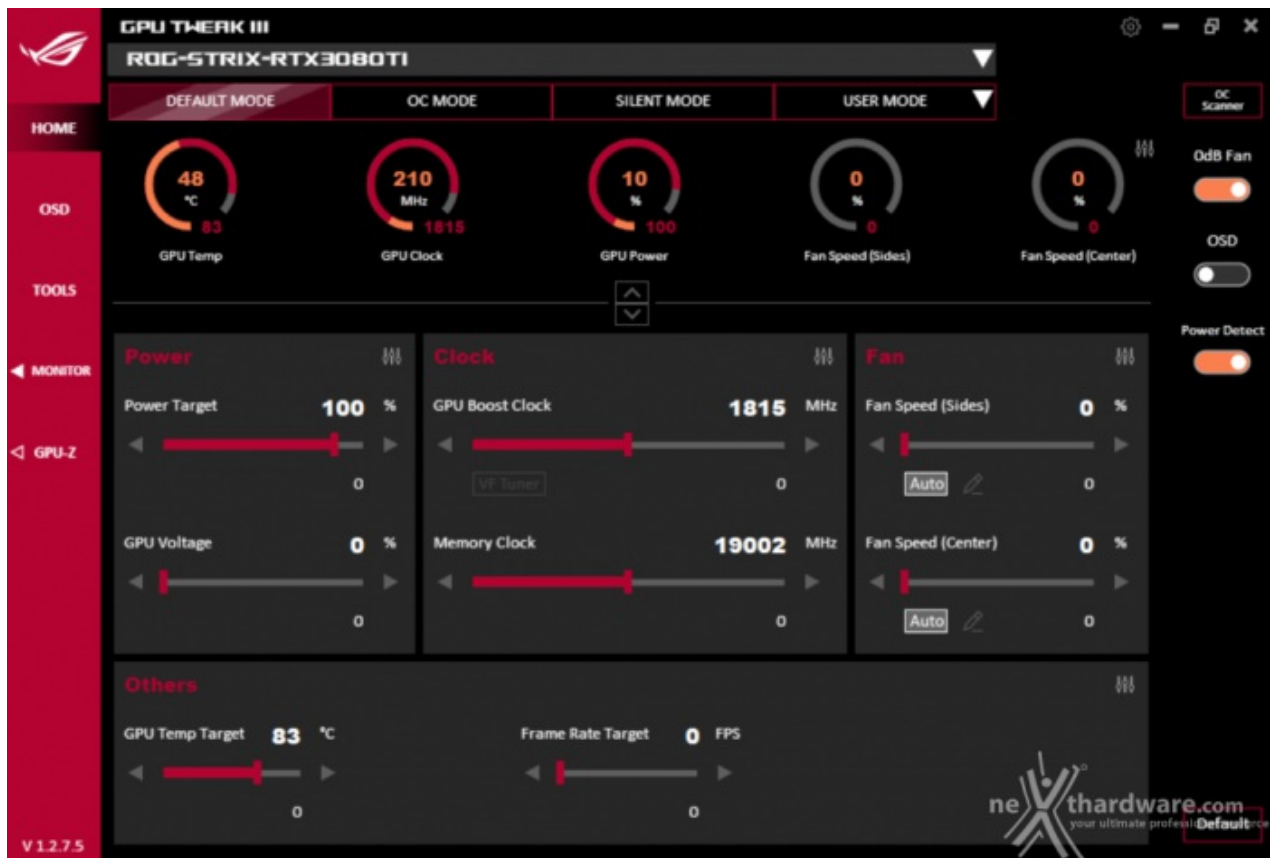 GPU TWEAK III
ROG-STRIX-RTX3080TI
DEFAULT MODE OC MODE SILENT MODE USER MODE
OC Scanner
HOME
OSD
TOOLS
MONITOR
GPU-Z
V 1.2.7.5
48 °C 83
GPU Temp
210 MHz 1815
GPU Clock
10 % 100
GPU Power
0 % 0
Fan Speed (Sides)
0 % 0
Fan Speed (Center)
0dB Fan
OSD
Power Detect
Power
Power Target 100 %
0
GPU Voltage 0 %
0
Clock
GPU Boost Clock 1815 MHz
VF Tuner 0
Memory Clock 19002 MHz
0
Fan
Fan Speed (Sides) 0 %
Auto 0
Fan Speed (Center) 0 %
Auto 0
Others
GPU Temp Target 83 °C
0
Frame Rate Target 0 FPS
0
nexthardware.com
your ultimate
Default